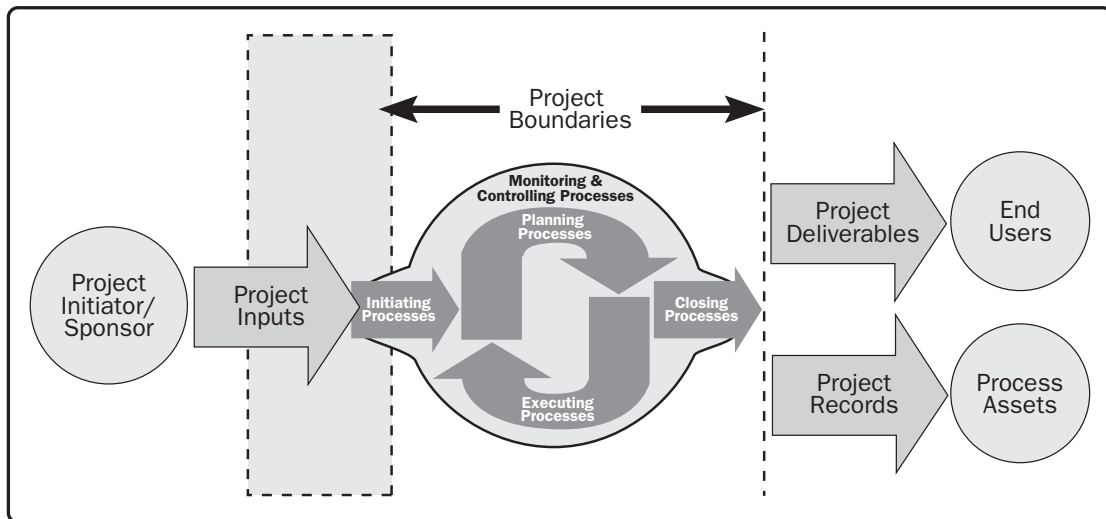 Project
Boundaries
Monitoring &
Controlling Processes
Planning
Processes
Project
Initiator/
Sponsor
Project
Inputs
Initiating
Processes
Closing
Processes
Executing
Processes
Project
Deliverables
End
Users
Project
Records
Process
Assets